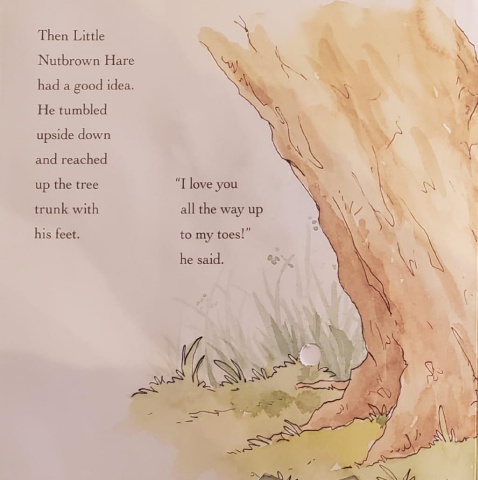 Then Little
Nutbrown Hare
had a good idea.
He tumbled
upside down
and reached
up the tree
trunk with
his feet.
“I love you
all the way up
to my toes!”
he said.